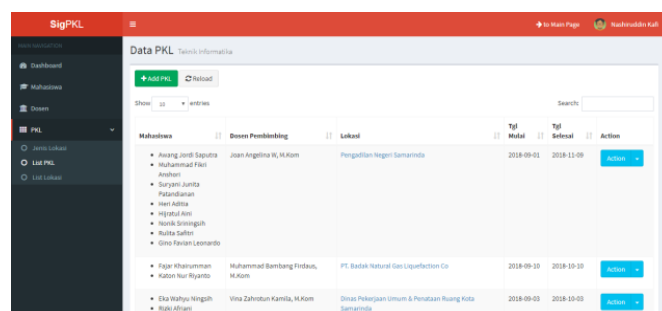 SigPKL
to Main Page
Nashiruddin Kafi
MAIN NAVIGATION
Dashboard
Mahasiswa
Dosen
PKL
Jenis Lokasi
List PKL
List Lokasi
Data PKL Teknik Informatika
+Add PKL
Reload
Show 10 entries
Search:
Mahasiswa
Dosen Pembimbing
Lokasi
Tgl Mulai
Tgl Selesai
Action
Awang Jordi Saputra
Muhammad Fikri
Anshori
Suryani Junita
Patandianan
Heri Aditia
Hijratul Aini
Nonik Sriningsih
Rulita Safitri
Gino Favian Leonardo
Joan Angelina W, M.Kom
Pengadilan Negeri Samarinda
2018-09-01
2018-11-09
Action
Fajar Khairumman
Katon Nur Riyanto
Muhammad Bambang Firdaus,
M.Kom
PT. Badak Natural Gas Liquefaction Co
2018-09-10
2018-10-10
Action
Eka Wahyu Ningsih
Rizki Afriani
Vina Zahrotun Kamila, M.Kom
Dinas Pekerjaan Umum & Penataan Ruang Kota
Samarinda
2018-09-03
2018-10-03
Action